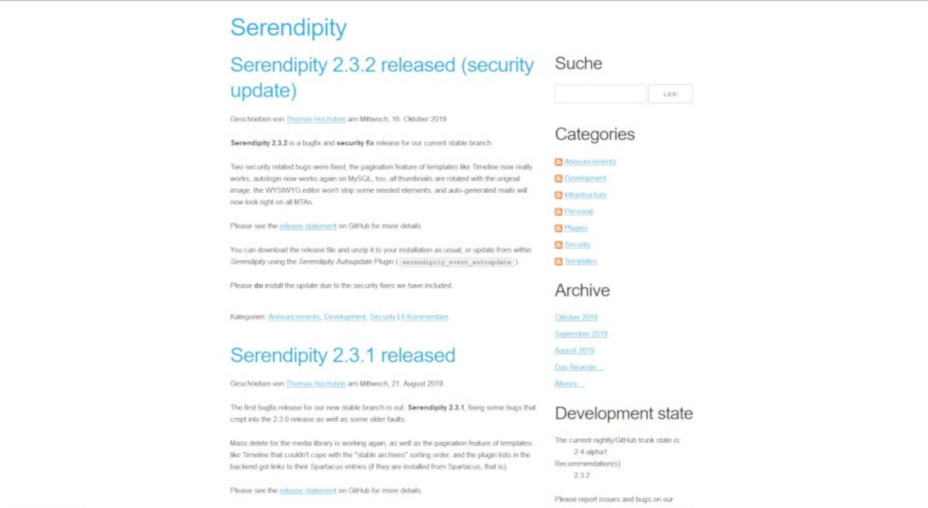 Serendipity
Serendipity 2.3.2 released (security
update)
Geschrieben von Thomas Hochstein am Mittwoch, 16. Oktober 2019
Serendipity 2.3.2 is a bugfix and security fix release for our current stable branch.
Two security related bugs were fixed, the pagination feature of templates like Timeline now really
works, autologin now works again on MySQL, too, all thumbnails are rotated with the original
image, the WYSIWYG editor won't strip some needed elements, and auto-generated mails will
now look right on all MTAs.
Please see the release statement on GitHub for more details.
You can download the release file and unzip it to your installation as usual, or update from within
Serendipity using the Serendipity Autoupdate Plugin ( serendipity_event_autoupdate ).
Please do install the update due to the security fixes we have included.
Kategorien: Announcements, Development, Security | 0 Kommentare
Serendipity 2.3.1 released
Geschrieben von Thomas Hochstein am Mittwoch, 21. August 2019
The first bugfix release for our new stable branch is out. Serendipity 2.3.1, fixing some bugs that
crept into the 2.3.0 release as well as some older faults.
Mass delete for the media library is working again, as well as the pagination feature of templates
like Timeline that couldn't cope with the "stable archives" sorting order, and the plugin lists in the
backend got links to their Spartacus entries (if they are installed from Spartacus, that is).
Please see the release statement on GitHub for more details.
Suche
LOS!
Categories
Announcements
Development
Infrastructure
Personal
Plugins
Security
Templates
Archive
Oktober 2019
September 2019
August 2019
Das Neueste ...
Älteres ...
Development state
The current nightly/GitHub trunk state is:
2.4-alpha1
Recommendation(s)
2.3.2
Please report issues and bugs on our